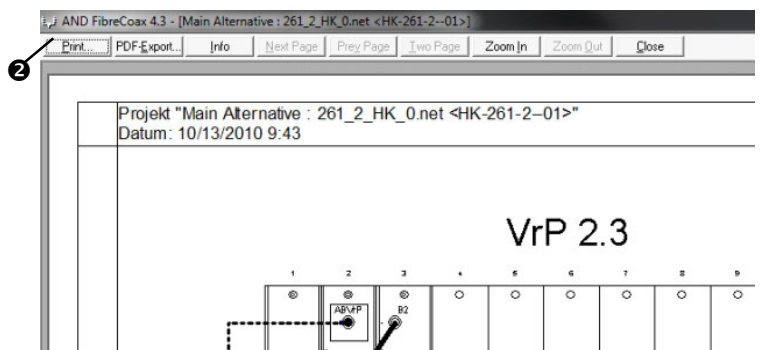 AND FibreCoax 4.3 - [Main Alternative : 261_2_HK_0.net <HK-261-2--01>]
Print... PDF-Export... Info Next Page Prev Page Two Page Zoom In Zoom Out Close
❷
Projekt "Main Alternative : 261_2_HK_0.net <HK-261-2--01>"
Datum: 10/13/2010 9:43
VrP 2.3
1 2 3 4 5 6 7 8 9
ABVrP B2